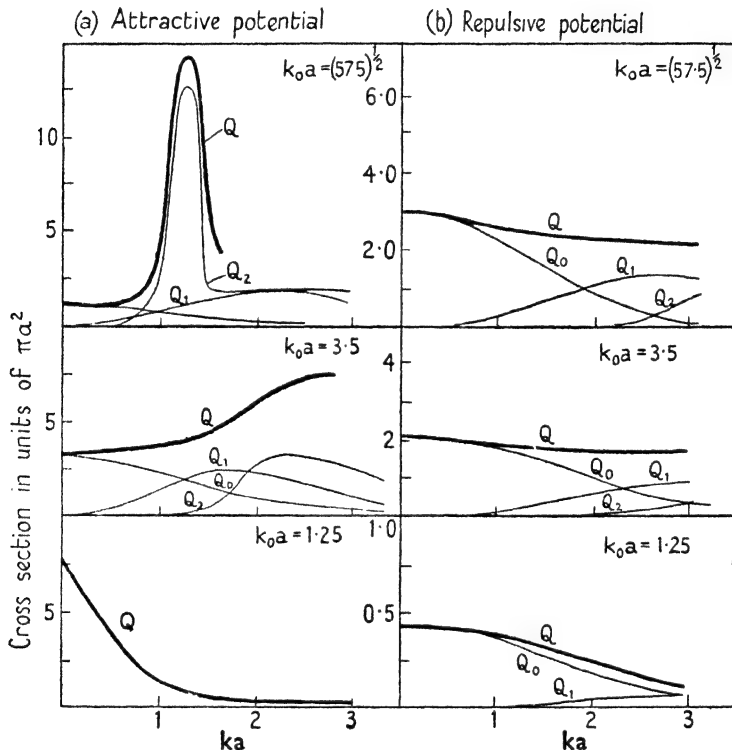 (a) Attractive potential
(b) Repulsive potential
Cross section in units of πa²
k₀a=(575)^½
10
5
Q
Q₂
Q₁
k₀a=3.5
5
Q
Q₁
Q₀
Q₂
k₀a=1.25
5
Q
1
2
3
ka
k₀a=(57·5)^½
6·0
4·0
2·0
Q
Q₀
Q₁
Q₂
k₀a=3.5
4
2
Q
Q₀
Q₁
Q₂
k₀a=1·25
1·0
0·5
Q
Q₀
Q₁
1
2
3
ka